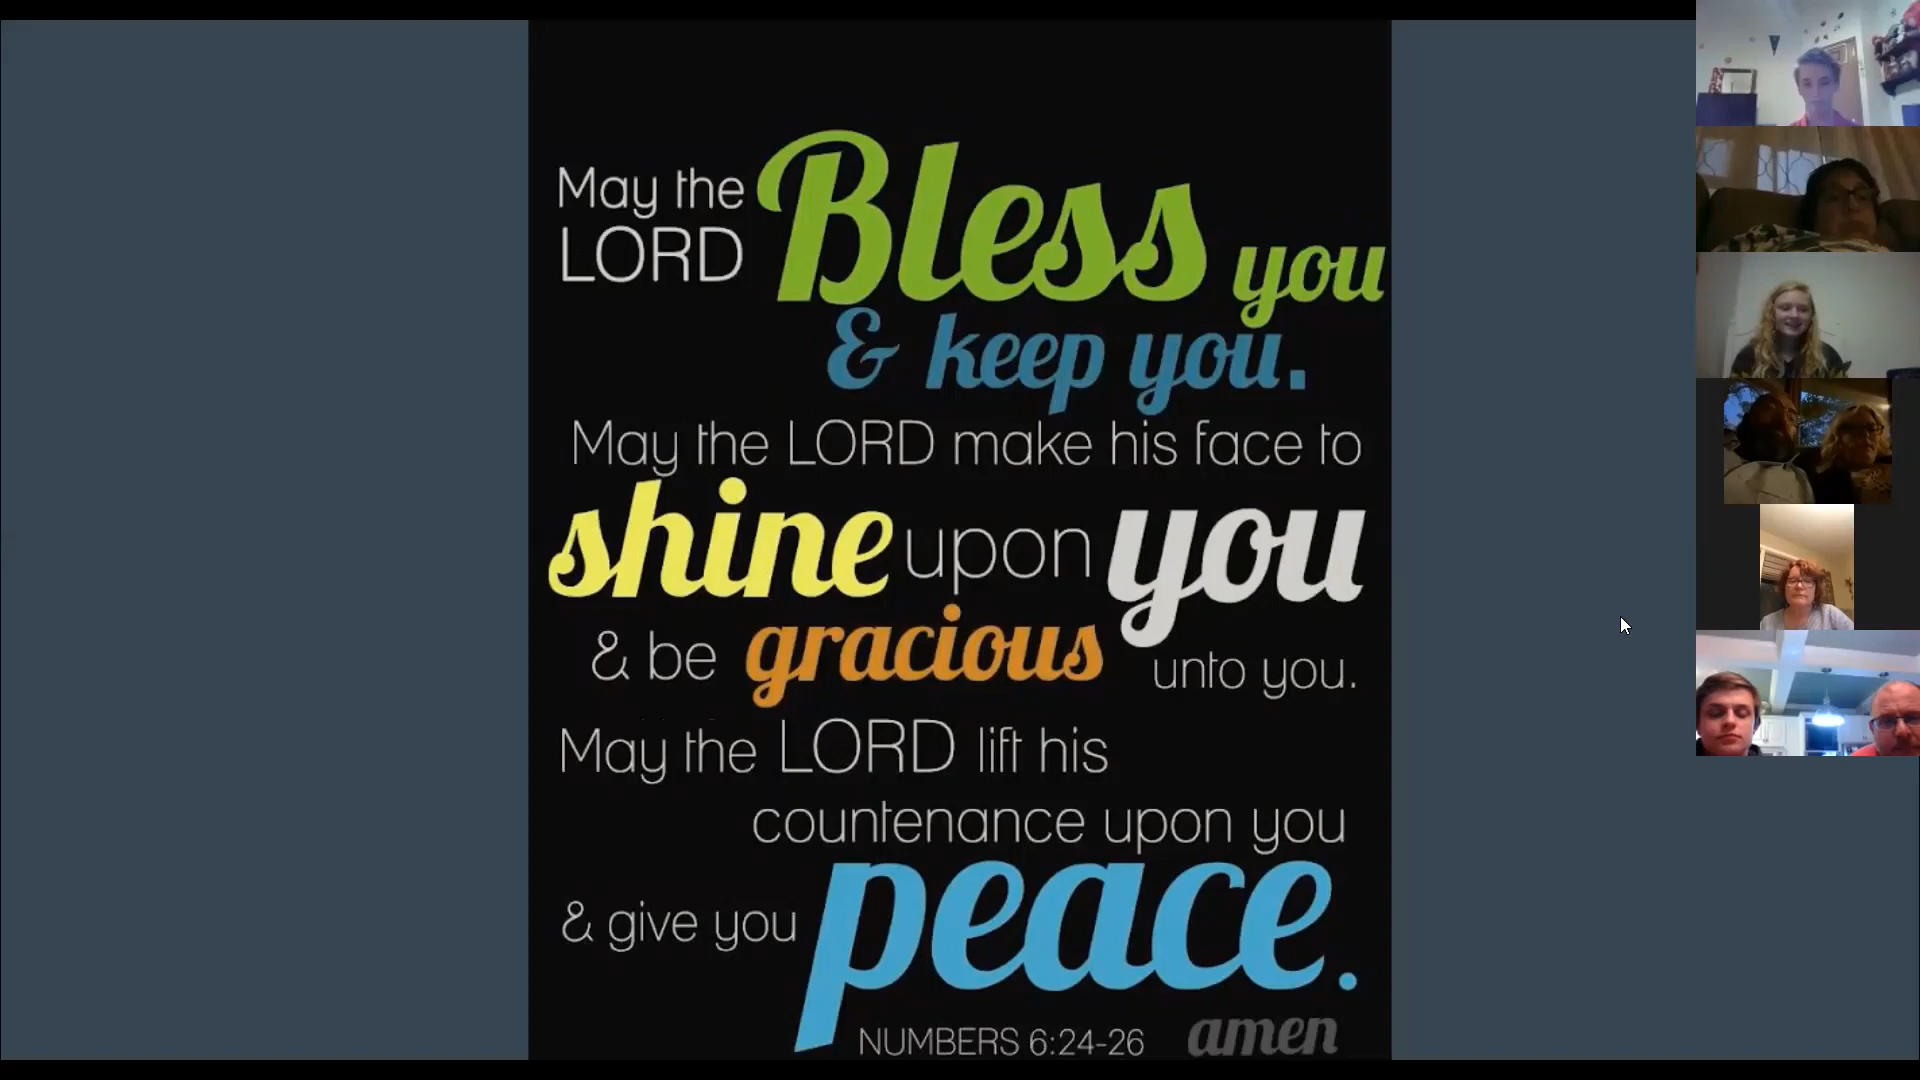 May the Bless you
LORD
& keep you.
May the LORD make his face to
shine upon you
& be gracious unto you.
May the LORD lift his
countenance upon you
& give you peace.
NUMBERS 6:24-26 amen